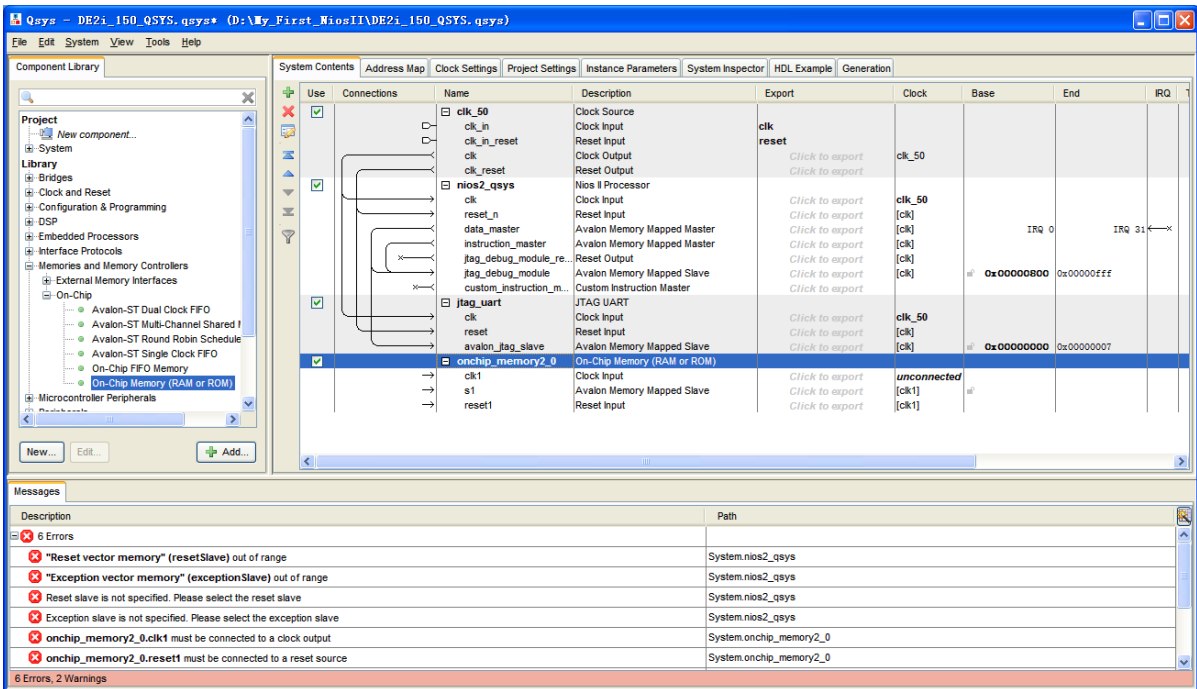 Qsys - DE2i_150_QSYS.qsys* (D:\My_First_NiosII\DE2i_150_QSYS.qsys)
File Edit System View Tools Help
Component Library
Project
New component...
System
Library
Bridges
Clock and Reset
Configuration & Programming
DSP
Embedded Processors
Interface Protocols
Memories and Memory Controllers
External Memory Interfaces
On-Chip
Avalon-ST Dual Clock FIFO
Avalon-ST Multi-Channel Shared
Avalon-ST Round Robin Schedule
Avalon-ST Single Clock FIFO
On-Chip FIFO Memory
On-Chip Memory (RAM or ROM)
Microcontroller Peripherals
New... Edit... Add...
System Contents Address Map Clock Settings Project Settings Instance Parameters System Inspector HDL Example Generation
Use Connections Name Description Export Clock Base End IRQ T
clk_50 Clock Source
clk_in Clock Input clk
clk_in_reset Reset Input reset
clk Clock Output Click to export clk_50
clk_reset Reset Output Click to export
nios2_qsys Nios II Processor
clk Clock Input Click to export clk_50
reset_n Reset Input Click to export [clk]
data_master Avalon Memory Mapped Master Click to export [clk] IRQ 0 IRQ 31
instruction_master Avalon Memory Mapped Master Click to export [clk]
jtag_debug_module_re... Reset Output Click to export [clk]
jtag_debug_module Avalon Memory Mapped Slave Click to export [clk] 0x00000800 0x00000fff
custom_instruction_m... Custom Instruction Master Click to export
jtag_uart JTAG UART
clk Clock Input Click to export clk_50
reset Reset Input Click to export [clk]
avalon_jtag_slave Avalon Memory Mapped Slave Click to export [clk] 0x00000000 0x00000007
onchip_memory2_0 On-Chip Memory (RAM or ROM)
clk1 Clock Input Click to export unconnected
s1 Avalon Memory Mapped Slave Click to export [clk1]
reset1 Reset Input Click to export [clk1]
Messages
Description Path
6 Errors
"Reset vector memory" (resetSlave) out of range System.nios2_qsys
"Exception vector memory" (exceptionSlave) out of range System.nios2_qsys
Reset slave is not specified. Please select the reset slave System.nios2_qsys
Exception slave is not specified. Please select the exception slave System.nios2_qsys
onchip_memory2_0.clk1 must be connected to a clock output System.onchip_memory2_0
onchip_memory2_0.reset1 must be connected to a reset source System.onchip_memory2_0
6 Errors, 2 Warnings